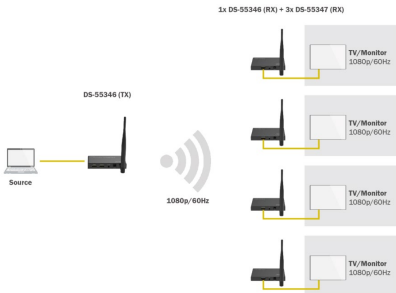 1x DS-55346 (RX) + 3x DS-55347 (RX)
TV/Monitor
1080p/60Hz
DS-55346 (TX)
TV/Monitor
1080p/60Hz
Source
1080p/60Hz
TV/Monitor
1080p/60Hz
TV/Monitor
1080p/60Hz